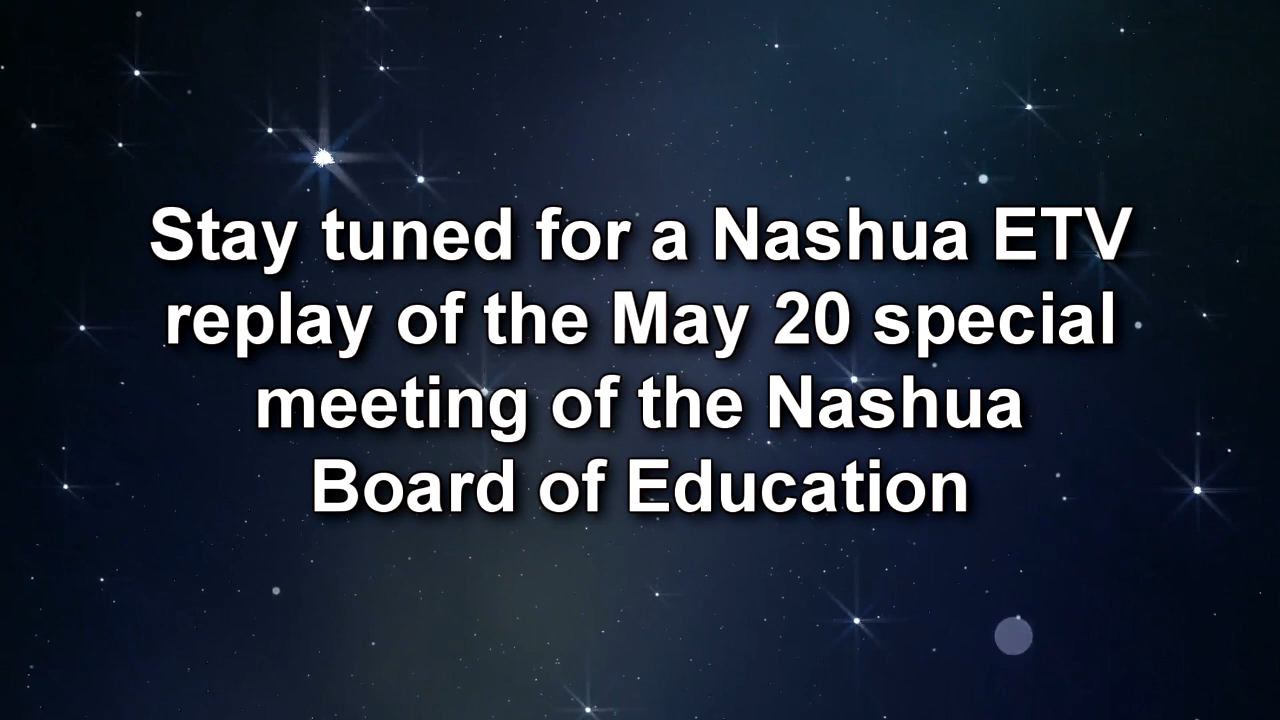 Stay tuned for a Nashua ETV
replay of the May 20 special
meeting of the Nashua
Board of Education